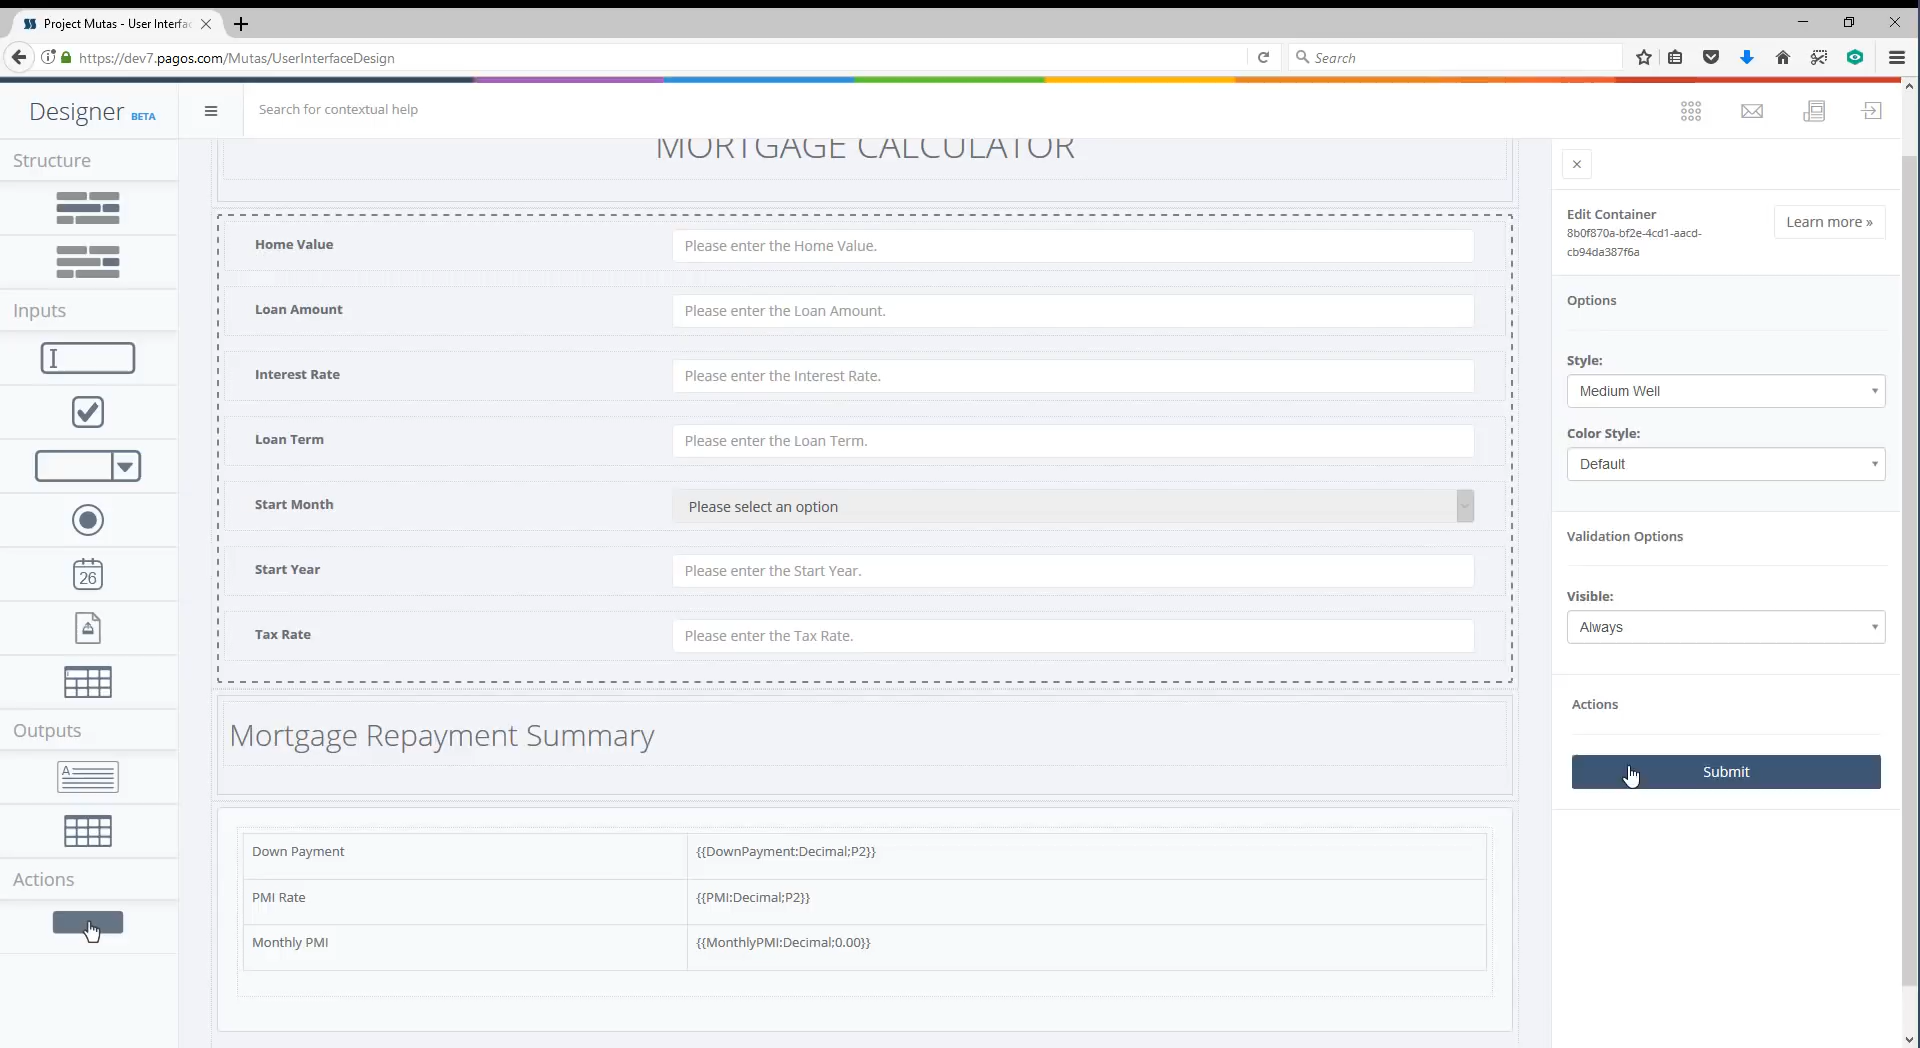 Project Mutas - User Interfa
https://dev7.pagos.com/Mutas/UserInterfaceDesign
Search
Designer BETA
Search for contextual help
Structure
Inputs
26
Outputs
A
Actions
MORTGAGE CALCULATOR
Home Value
Please enter the Home Value.
Loan Amount
Please enter the Loan Amount.
Interest Rate
Please enter the Interest Rate.
Loan Term
Please enter the Loan Term.
Start Month
Please select an option
Start Year
Please enter the Start Year.
Tax Rate
Please enter the Tax Rate.
Mortgage Repayment Summary
Down Payment
{{DownPayment:Decimal;P2}}
PMI Rate
{{PMI:Decimal;P2}}
Monthly PMI
{{MonthlyPMI:Decimal;0.00}}
Edit Container
8b0f870a-bf2e-4cd1-aacd-
cb94da387f6a
Learn more »
Options
Style:
Medium Well
Color Style:
Default
Validation Options
Visible:
Always
Actions
Submit